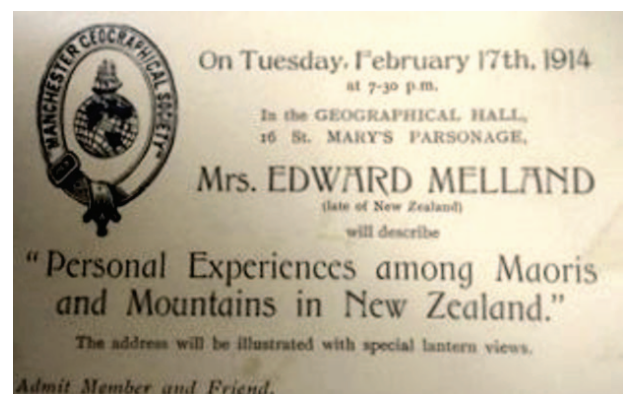 "MANCHESTER GEOGRAPHICAL SOCIETY"
On Tuesday, February 17th, 1914
at 7-30 p.m.
In the GEOGRAPHICAL HALL,
16 St. MARY'S PARSONAGE,
Mrs. EDWARD MELLAND
(late of New Zealand)
will describe
"Personal Experiences among Maoris
and Mountains in New Zealand."
The address will be illustrated with special lantern views.
Admit Member and Friend.